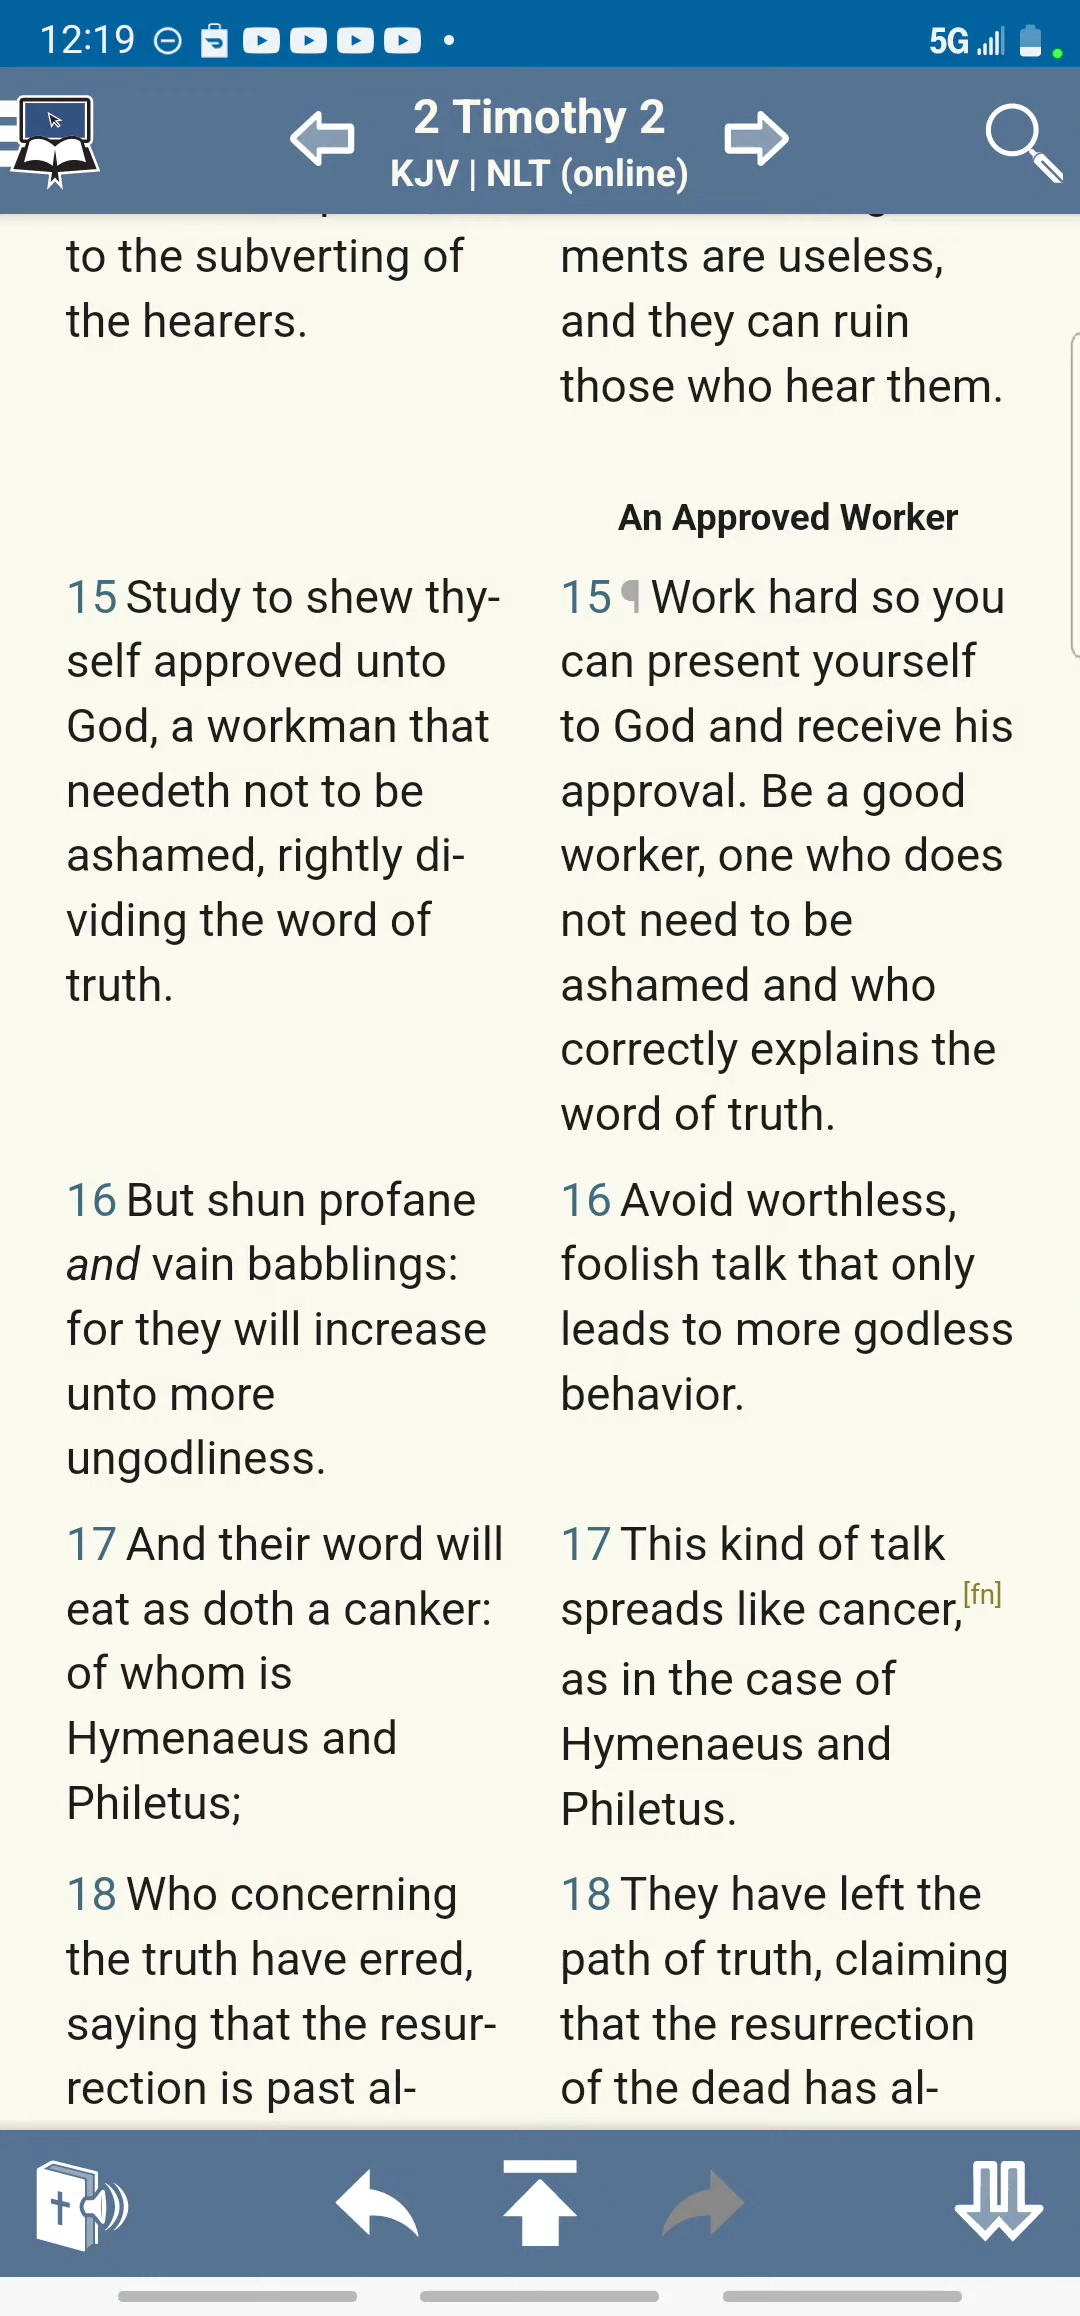 12:19
5G
2 Timothy 2
KJV | NLT (online)
to the subverting of
the hearers.
ments are useless,
and they can ruin
those who hear them.
An Approved Worker
15 Study to shew thy-
self approved unto
God, a workman that
needeth not to be
ashamed, rightly di-
viding the word of
truth.
15 ¶ Work hard so you
can present yourself
to God and receive his
approval. Be a good
worker, one who does
not need to be
ashamed and who
correctly explains the
word of truth.
16 But shun profane
and vain babblings:
for they will increase
unto more
ungodliness.
16 Avoid worthless,
foolish talk that only
leads to more godless
behavior.
17 And their word will
eat as doth a canker:
of whom is
Hymenaeus and
Philetus;
17 This kind of talk
spreads like cancer,[fn]
as in the case of
Hymenaeus and
Philetus.
18 Who concerning
the truth have erred,
saying that the resur-
rection is past al-
18 They have left the
path of truth, claiming
that the resurrection
of the dead has al-